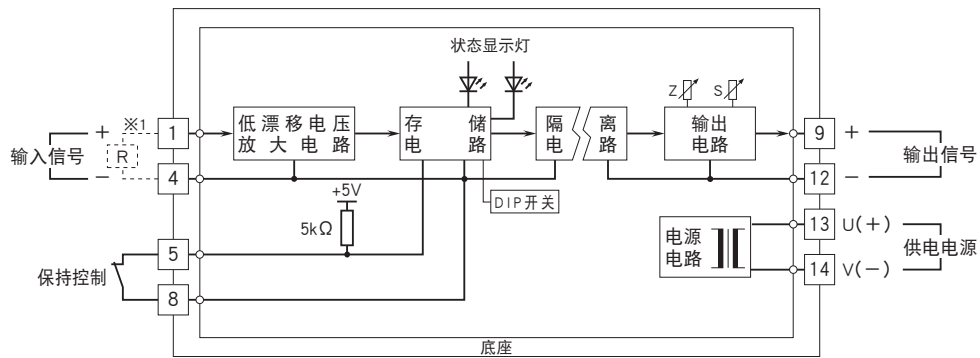 状态显示灯
※1
+
1
R
输入信号
−
4
低漂移电压
放大电路
存储
电路
隔离
电路
Z
S
输出
电路
9
+
输出信号
12
−
DIP开关
+5V
5kΩ
5
保持控制
8
电源
电路
13
U(+)
供电电源
14
V(−)
底座